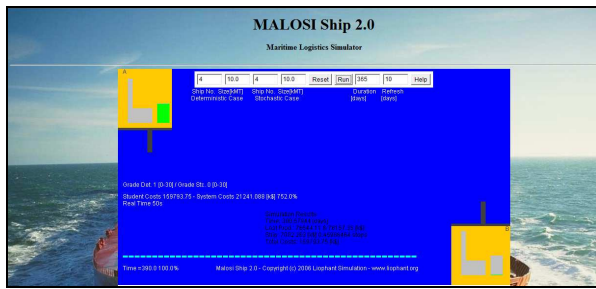 MALOSI Ship 2.0
Maritime Logistics Simulator
A
4 10.0 4 10.0 Reset Run 365 10 Help
Ship No. Size[kMT] Ship No. Size[kMT] Duration Refresh
Deterministic Case Stochastic Case [days] [days]
Grade Det. 1 [0-30] / Grade Sts. 0 [0-30]
Student Costs 159793.75 - System Costs 21241.088 [k$] 752.0%
Real Time 50s
B
Time =390.0 100.0% Malosi Ship 2.0 - Copyright (c) 2006 Liophant Simulation - www.liophant.org